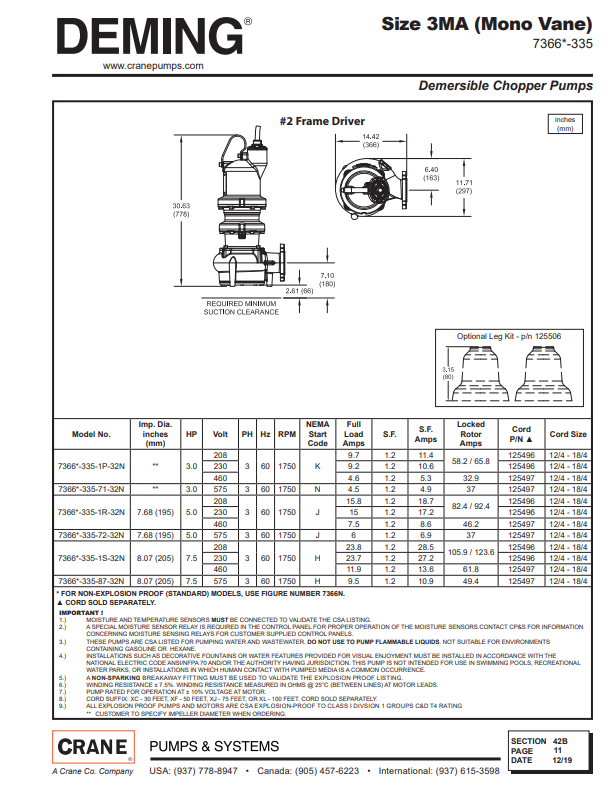 DEMING®
www.cranepumps.com
Size 3MA (Mono Vane)
7366*-335
Demersible Chopper Pumps
#2 Frame Driver
inches
(mm)
14.42
(366)
6.40
(163)
11.71
(297)
30.63
(778)
7.10
(180)
2.61 (66)
REQUIRED MINIMUM
SUCTION CLEARANCE
Optional Leg Kit - p/n 125506
3.15
(80)
Model No. Imp. Dia. inches (mm) HP Volt PH Hz RPM NEMA Start Code Full Load Amps S.F. S.F. Amps Locked Rotor Amps Cord P/N ▲ Cord Size
7366*-335-1P-32N ** 3.0 208 3 60 1750 K 9.7 1.2 11.4 58.2 / 65.8 125496 12/4 - 18/4
230 9.2 1.2 10.6 125496 12/4 - 18/4
460 4.6 1.2 5.3 32.9 125497 12/4 - 18/4
7366*-335-71-32N ** 3.0 575 3 60 1750 N 4.5 1.2 4.9 37 125497 12/4 - 18/4
7366*-335-1R-32N 7.68 (195) 5.0 208 3 60 1750 J 15.8 1.2 18.7 82.4 / 92.4 125496 12/4 - 18/4
230 15 1.2 17.2 125496 12/4 - 18/4
460 7.5 1.2 8.6 46.2 125497 12/4 - 18/4
7366*-335-72-32N 7.68 (195) 5.0 575 3 60 1750 J 6 1.2 6.9 37 125497 12/4 - 18/4
7366*-335-1S-32N 8.07 (205) 7.5 208 3 60 1750 H 23.8 1.2 28.5 105.9 / 123.6 125496 12/4 - 18/4
230 23.7 1.2 27.2 125496 12/4 - 18/4
460 11.9 1.2 13.6 61.8 125497 12/4 - 18/4
7366*-335-87-32N 8.07 (205) 7.5 575 3 60 1750 H 9.5 1.2 10.9 49.4 125497 12/4 - 18/4
* FOR NON-EXPLOSION PROOF (STANDARD) MODELS, USE FIGURE NUMBER 7366N.
▲ CORD SOLD SEPARATELY.
IMPORTANT !
1.) MOISTURE AND TEMPERATURE SENSORS MUST BE CONNECTED TO VALIDATE THE CSA LISTING.
2.) A SPECIAL MOISTURE SENSOR RELAY IS REQUIRED IN THE CONTROL PANEL FOR PROPER OPERATION OF THE MOISTURE SENSORS.CONTACT CP&S FOR INFORMATION
CONCERNING MOISTURE SENSING RELAYS FOR CUSTOMER SUPPLIED CONTROL PANELS.
3.) THESE PUMPS ARE CSA LISTED FOR PUMPING WATER AND WASTEWATER. DO NOT USE TO PUMP FLAMMABLE LIQUIDS. NOT SUITABLE FOR ENVIRONMENTS
CONTAINING GASOLINE OR HEXANE.
4.) INSTALLATIONS SUCH AS DECORATIVE FOUNTAINS OR WATER FEATURES PROVIDED FOR VISUAL ENJOYMENT MUST BE INSTALLED IN ACCORDANCE WITH THE
NATIONAL ELECTRIC CODE ANSI/NFPA 70 AND/OR THE AUTHORITY HAVING JURISDICTION. THIS PUMP IS NOT INTENDED FOR USE IN SWIMMING POOLS, RECREATIONAL
WATER PARKS, OR INSTALLATIONS IN WHICH HUMAN CONTACT WITH PUMPED MEDIA IS A COMMON OCCURRENCE.
5.) A NON-SPARKING BREAKAWAY FITTING MUST BE USED TO VALIDATE THE EXPLOSION PROOF LISTING.
6.) WINDING RESISTANCE ± 7.5%. WINDING RESISTANCE MEASURED IN OHMS @ 25°C (BETWEEN LINES) AT MOTOR LEADS.
7.) PUMP RATED FOR OPERATION AT ± 10% VOLTAGE AT MOTOR.
8.) CORD SUFFIX: XC - 30 FEET, XF - 50 FEET, XJ - 75 FEET, OR XL - 100 FEET. CORD SOLD SEPARATELY.
9.) ALL EXPLOSION PROOF PUMPS AND MOTORS ARE CSA EXPLOSION-PROOF TO CLASS I DIVSION 1 GROUPS C&D T4 RATING
** CUSTOMER TO SPECIFY IMPELLER DIAMETER WHEN ORDERING.
CRANE®
A Crane Co. Company
PUMPS & SYSTEMS
USA: (937) 778-8947 • Canada: (905) 457-6223 • International: (937) 615-3598
SECTION 42B
PAGE 11
DATE 12/19